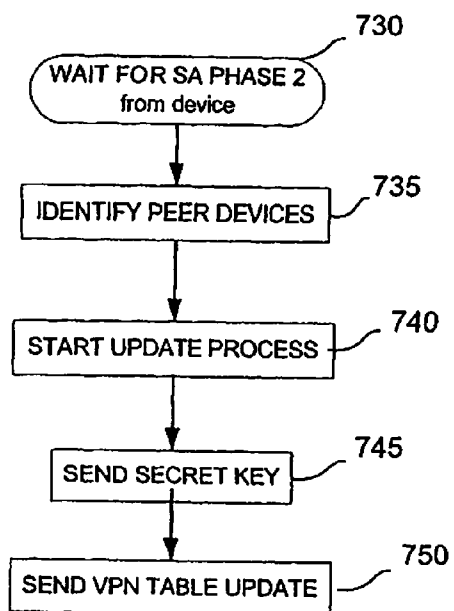 730
WAIT FOR SA PHASE 2
from device
735
IDENTIFY PEER DEVICES
740
START UPDATE PROCESS
745
SEND SECRET KEY
750
SEND VPN TABLE UPDATE